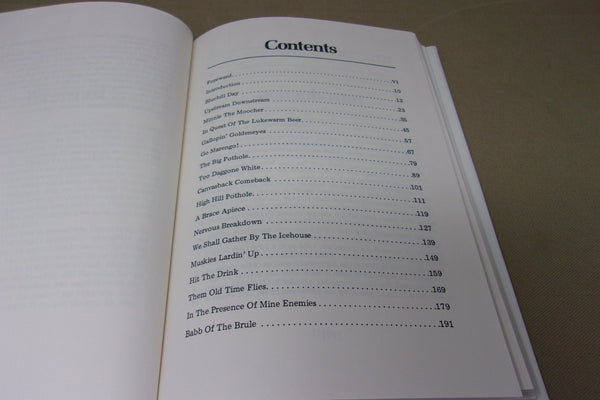 Contents
Foreword.....VI
Introduction.....10
Bluebill Day.....12
Upstream Downstream.....23
Minnie The Moocher.....35
In Quest Of The Lukewarm Beer.....45
Gallopin' Goldeneyes.....57
Go Marengo!.....67
The Big Pothole.....79
Too Daggone White.....89
Canvasback Comeback.....101
High Hill Pothole.....111
A Brace Apiece.....119
Nervous Breakdown.....127
We Shall Gather By The Icehouse.....139
Muskies Lardin' Up.....149
Hit The Drink.....159
Them Old Time Flies.....169
In The Presence Of Mine Enemies.....179
Babb Of The Brule.....191